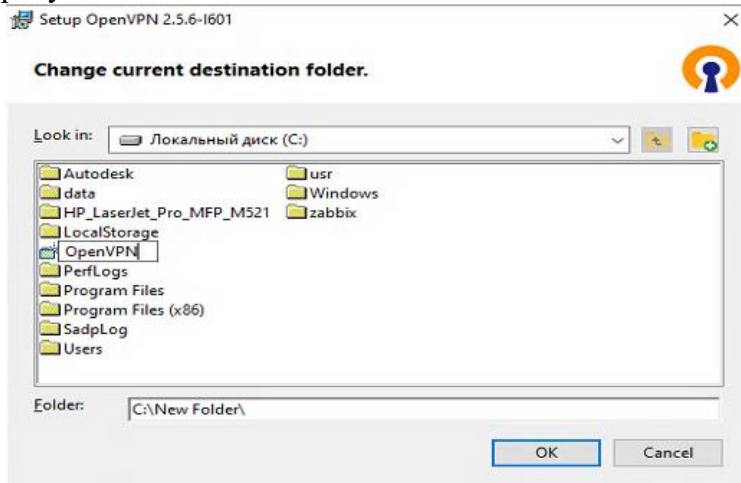 Setup OpenVPN 2.5.6-I601
Change current destination folder.
Look in:
Локальный диск (C:)
Autodesk
data
HP_LaserJet_Pro_MFP_M521
LocalStorage
OpenVPN
PerfLogs
Program Files
Program Files (x86)
SadpLog
Users
usr
Windows
zabbix
Folder:
C:\New Folder\
OK
Cancel